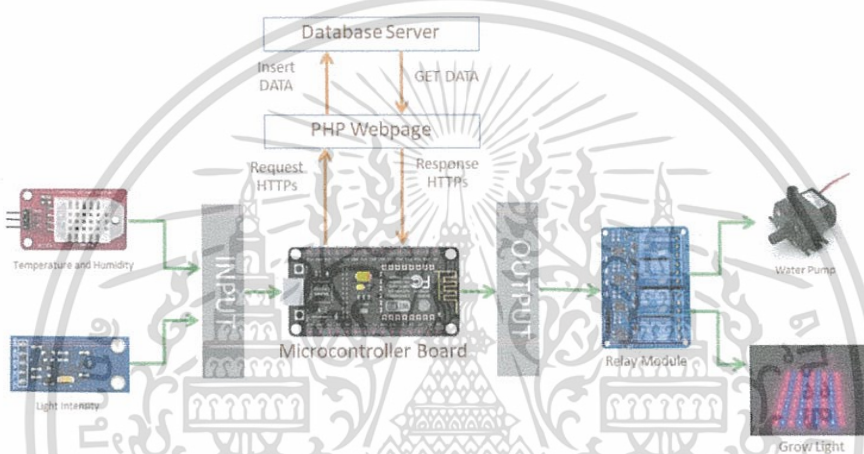 Database Server
Insert
DATA
GET DATA
PHP Webpage
Request
HTTPs
Response
HTTPs
Temperature and Humidity
INPUT
OUTPUT
Water Pump
Microcontroller Board
Relay Module
Light Intensity
Grow Light